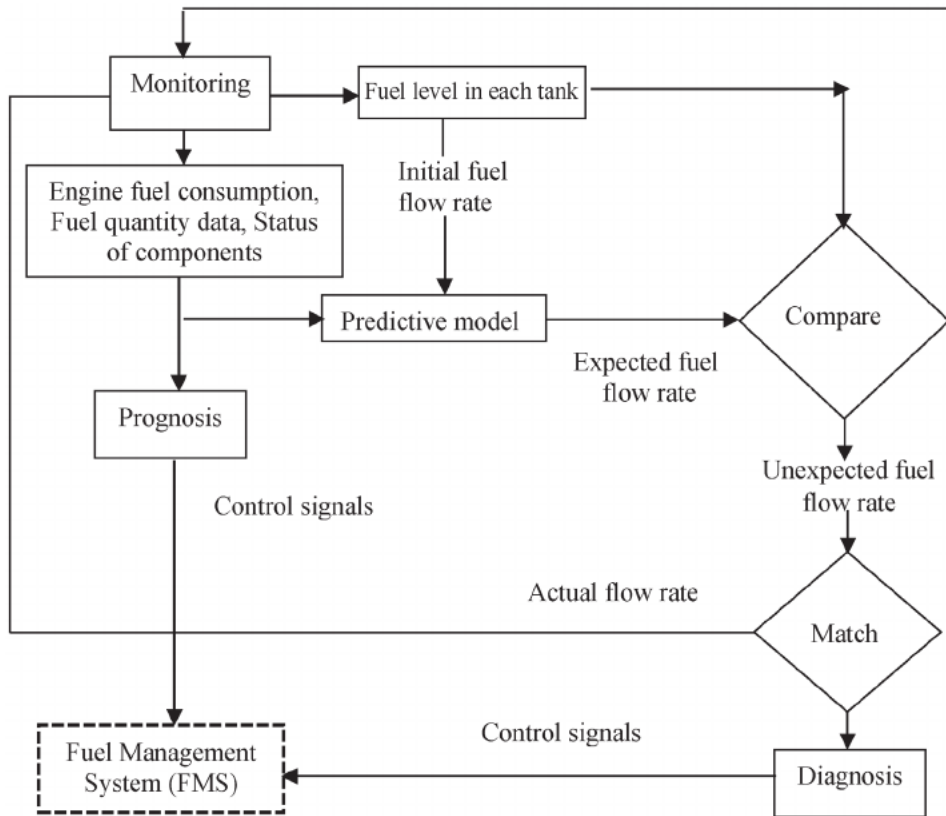 Monitoring
Fuel level in each tank
Initial fuel
flow rate
Engine fuel consumption,
Fuel quantity data, Status
of components
Predictive model
Compare
Expected fuel
flow rate
Prognosis
Unexpected fuel
flow rate
Control signals
Actual flow rate
Match
Control signals
Fuel Management
System (FMS)
Diagnosis